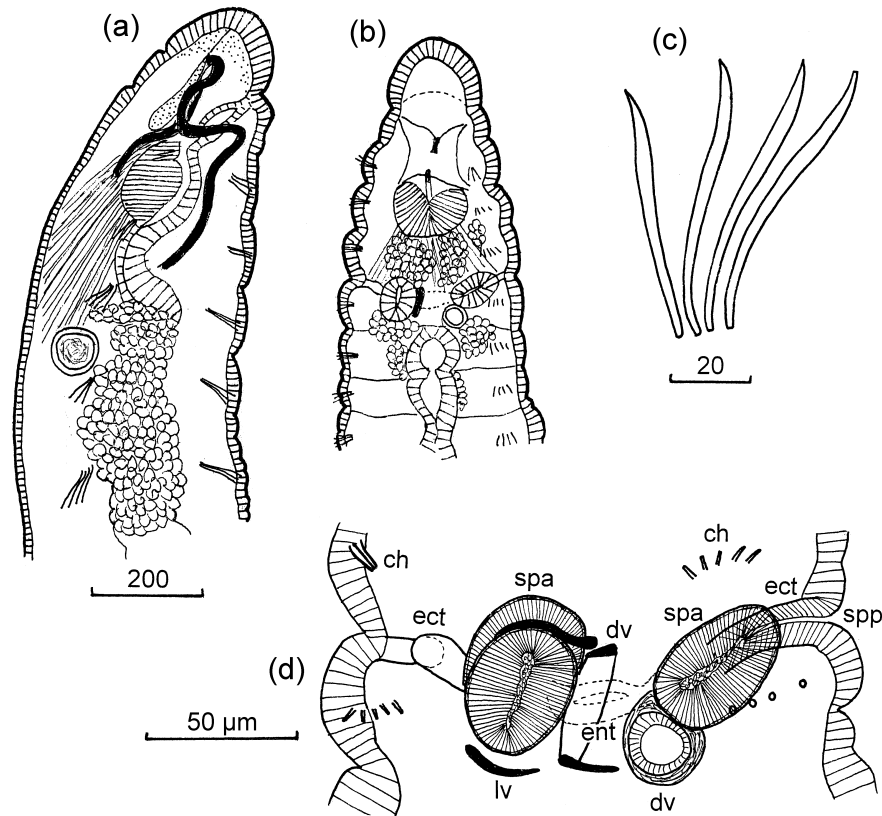 (a)
(b)
(c)
20
200
(d)
ch
ect
spa
dv
ch
spa
ect
spp
ent
lv
dv
50 µm